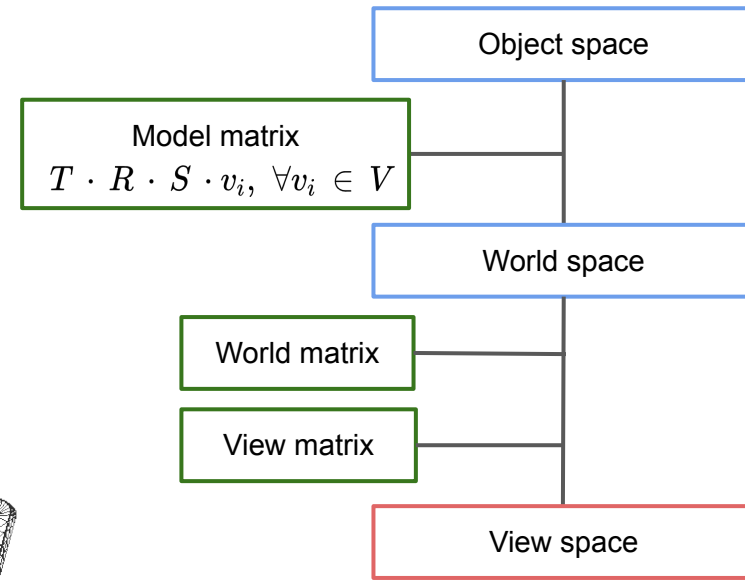 Object space
Model matrix
T · R · S · v_i, ∀v_i ∈ V
World space
World matrix
View matrix
View space